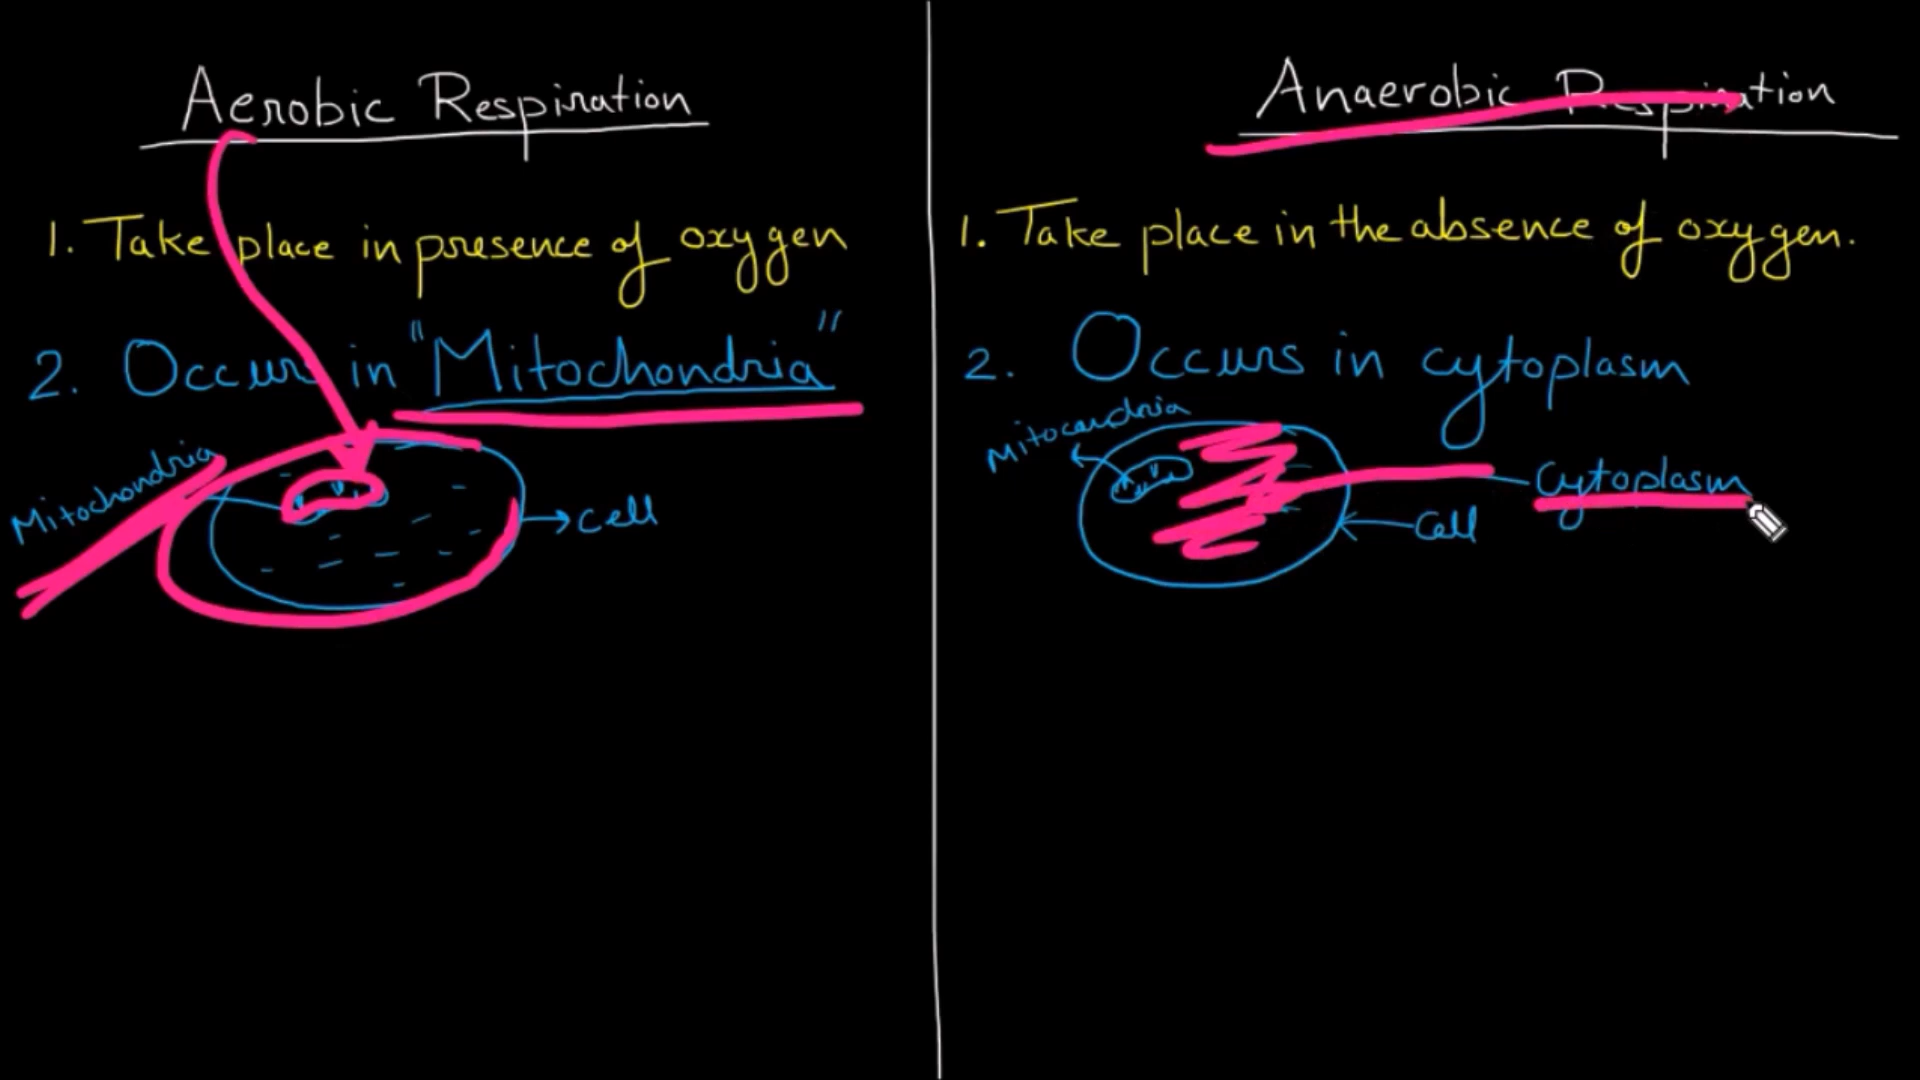 Aerobic Respiration
1. Take place in presence of oxygen
2. Occurs in "Mitochondria"
Mitochondria
Cell
Anaerobic Respiration
1. Take place in the absence of oxygen.
2. Occurs in cytoplasm
Mitocondria
Cytoplasm
Cell